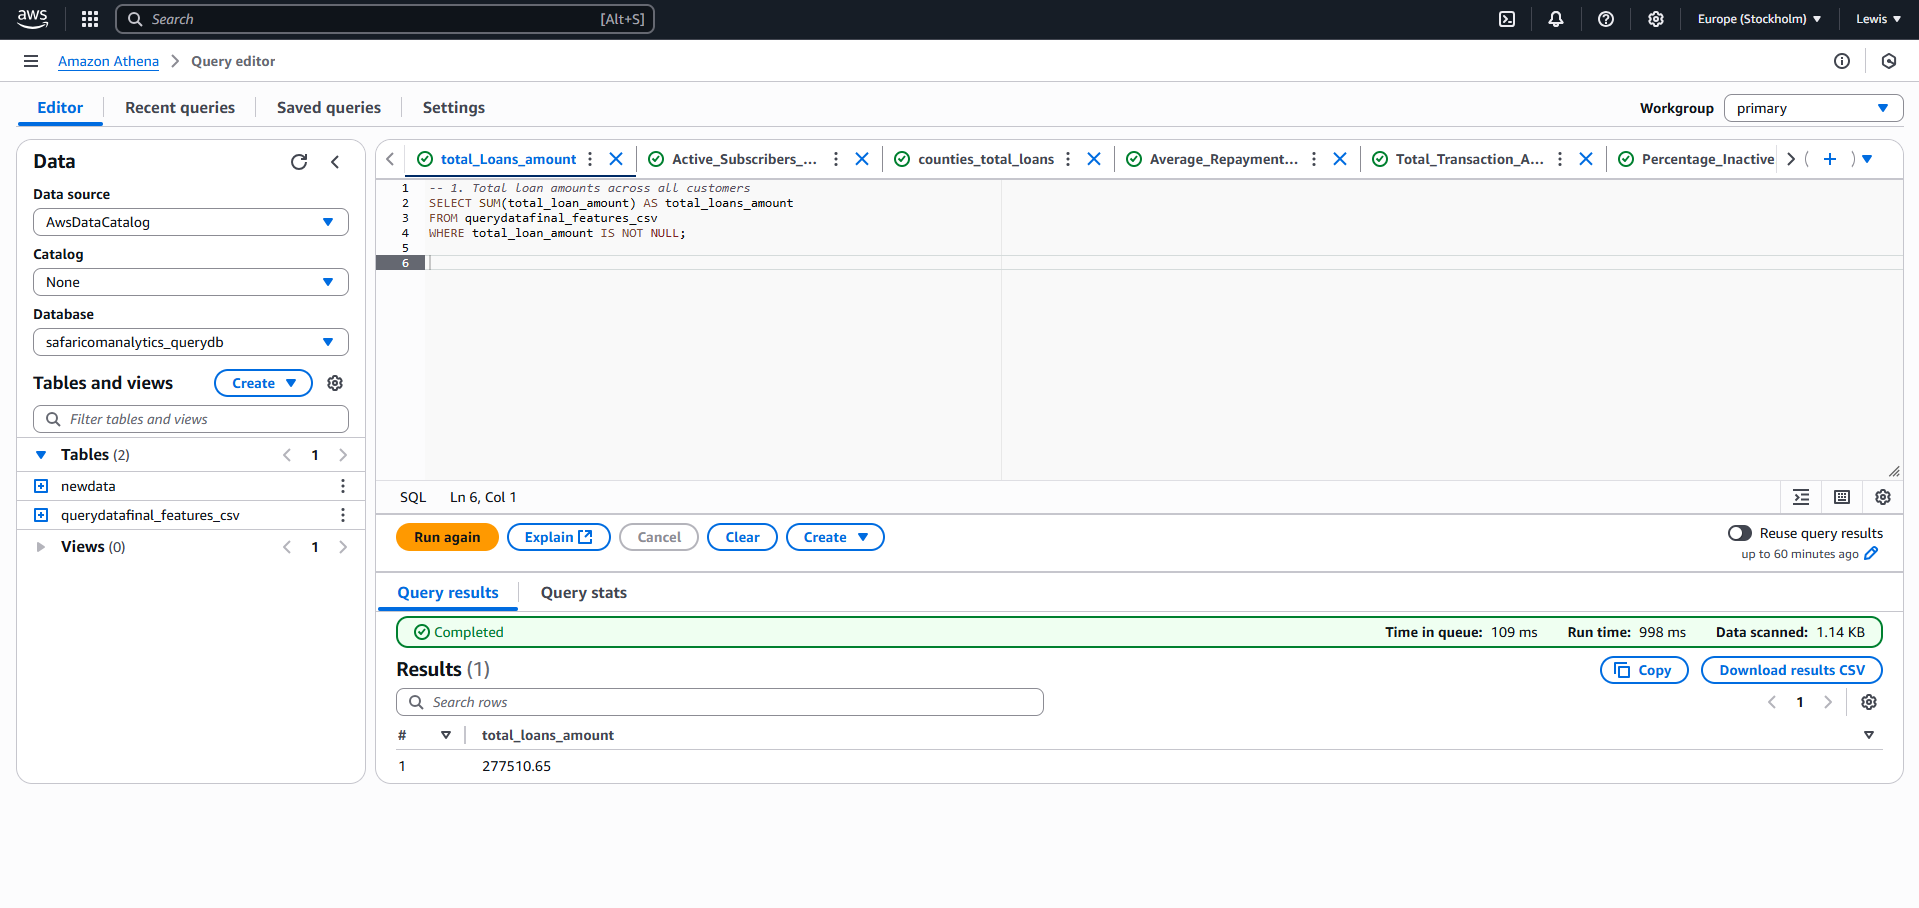 aws
Search [Alt+S]
Europe (Stockholm)
Lewis
Amazon Athena
Query editor
Editor
Recent queries
Saved queries
Settings
Workgroup
primary
Data
Data source
AwsDataCatalog
Catalog
None
Database
safaricomanalytics_querydb
Tables and views
Create
Filter tables and views
Tables (2)
1
newdata
querydatafinal_features_csv
Views (0)
1
total_Loans_amount
Active_Subscribers_...
counties_total_loans
Average_Repayment...
Total_Transaction_A...
Percentage_Inactive
1 -- 1. Total loan amounts across all customers
2 SELECT SUM(total_loan_amount) AS total_loans_amount
3 FROM querydatafinal_features_csv
4 WHERE total_loan_amount IS NOT NULL;
5
6
SQL Ln 6, Col 1
Run again
Explain
Cancel
Clear
Create
Reuse query results
up to 60 minutes ago
Query results
Query stats
Completed
Time in queue: 109 ms
Run time: 998 ms
Data scanned: 1.14 KB
Results (1)
Copy
Download results CSV
Search rows
1
# total_loans_amount
1 277510.65